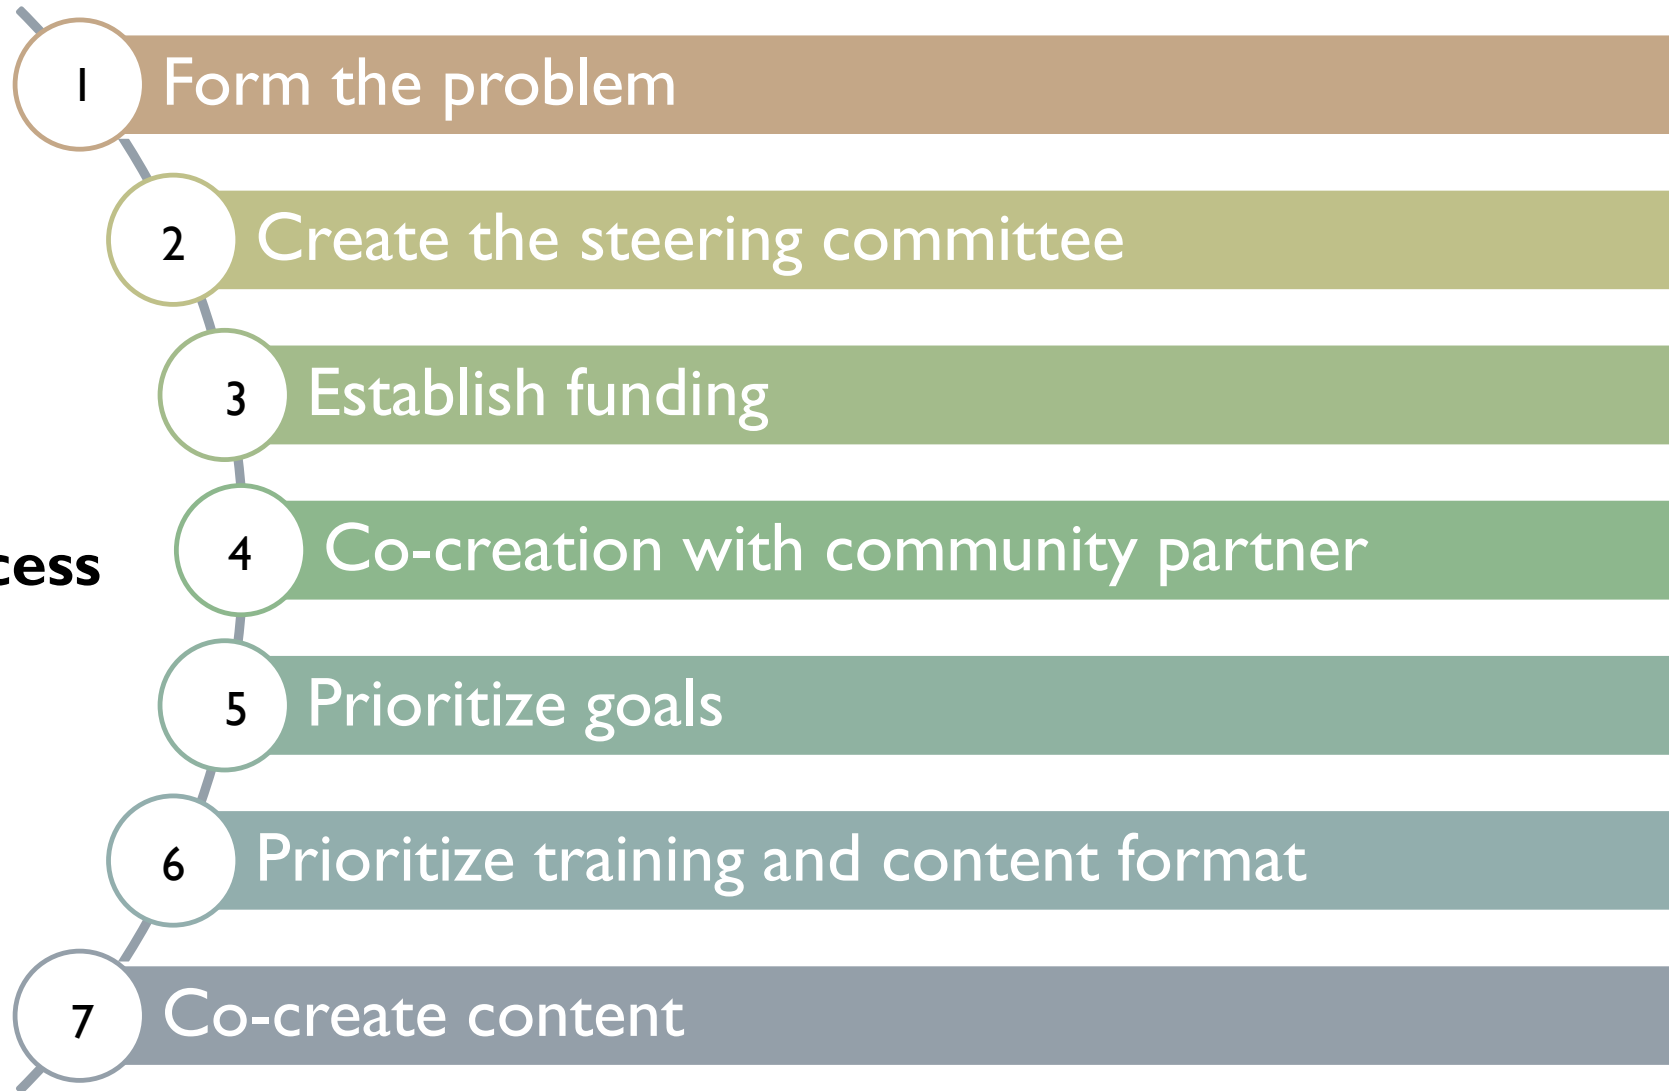 1 Form the problem
2 Create the steering committee
3 Establish funding
4 Co-creation with community partner
cess
5 Prioritize goals
6 Prioritize training and content format
7 Co-create content